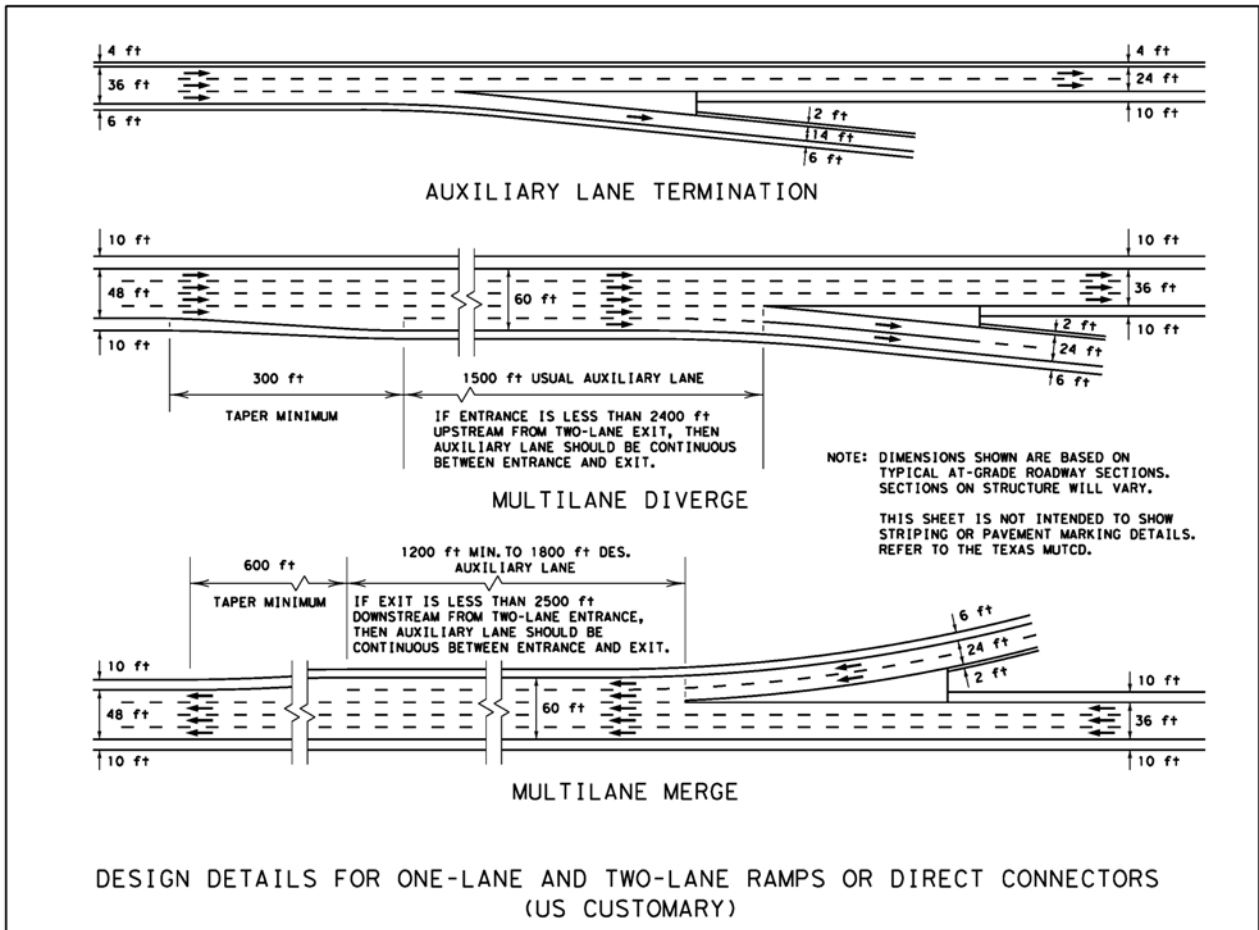 4 ft
4 ft
36 ft
24 ft
6 ft
10 ft
2 ft
14 ft
6 ft
AUXILIARY LANE TERMINATION
10 ft
10 ft
48 ft
60 ft
36 ft
10 ft
10 ft
2 ft
24 ft
6 ft
300 ft
1500 ft USUAL AUXILIARY LANE
TAPER MINIMUM
IF ENTRANCE IS LESS THAN 2400 ft
UPSTREAM FROM TWO-LANE EXIT, THEN
AUXILIARY LANE SHOULD BE CONTINUOUS
BETWEEN ENTRANCE AND EXIT.
MULTILANE DIVERGE
NOTE: DIMENSIONS SHOWN ARE BASED ON
TYPICAL AT-GRADE ROADWAY SECTIONS.
SECTIONS ON STRUCTURE WILL VARY.
THIS SHEET IS NOT INTENDED TO SHOW
STRIPING OR PAVEMENT MARKING DETAILS.
REFER TO THE TEXAS MUTCD.
600 ft
1200 ft MIN. TO 1800 ft DES.
AUXILIARY LANE
TAPER MINIMUM
IF EXIT IS LESS THAN 2500 ft
DOWNSTREAM FROM TWO-LANE ENTRANCE,
THEN AUXILIARY LANE SHOULD BE
CONTINUOUS BETWEEN ENTRANCE AND EXIT.
6 ft
24 ft
2 ft
10 ft
10 ft
48 ft
60 ft
36 ft
10 ft
10 ft
MULTILANE MERGE
DESIGN DETAILS FOR ONE-LANE AND TWO-LANE RAMPS OR DIRECT CONNECTORS
(US CUSTOMARY)